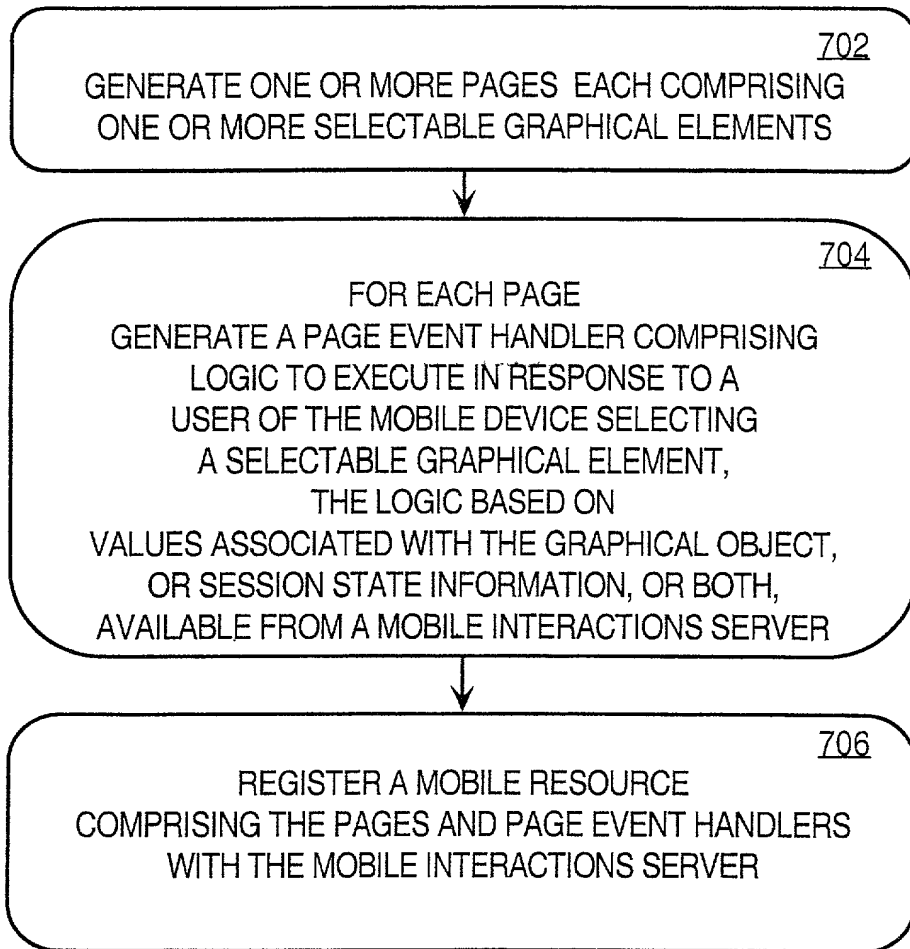 702
GENERATE ONE OR MORE PAGES EACH COMPRISING
ONE OR MORE SELECTABLE GRAPHICAL ELEMENTS
704
FOR EACH PAGE
GENERATE A PAGE EVENT HANDLER COMPRISING
LOGIC TO EXECUTE IN RESPONSE TO A
USER OF THE MOBILE DEVICE SELECTING
A SELECTABLE GRAPHICAL ELEMENT,
THE LOGIC BASED ON
VALUES ASSOCIATED WITH THE GRAPHICAL OBJECT,
OR SESSION STATE INFORMATION, OR BOTH,
AVAILABLE FROM A MOBILE INTERACTIONS SERVER
706
REGISTER A MOBILE RESOURCE
COMPRISING THE PAGES AND PAGE EVENT HANDLERS
WITH THE MOBILE INTERACTIONS SERVER